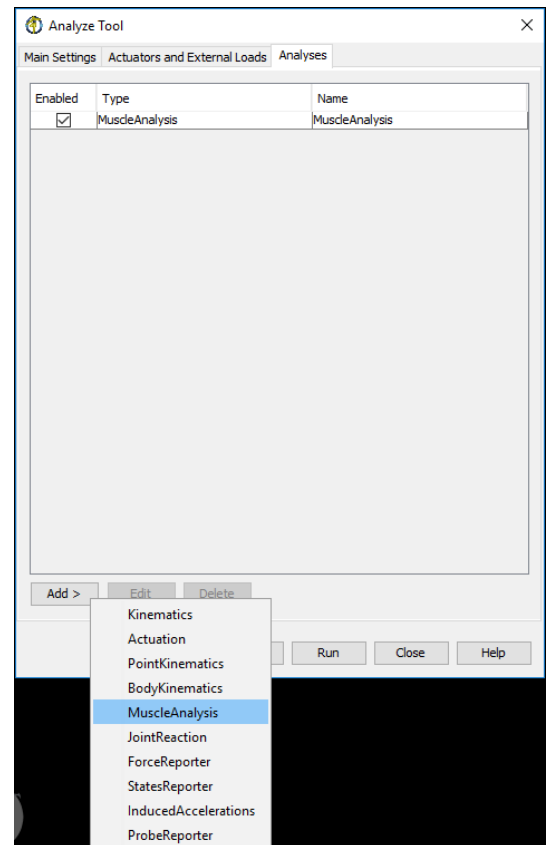 Analyze Tool
Main Settings Actuators and External Loads Analyses
Enabled Type Name
MuscleAnalysis MuscleAnalysis
Add > Edit Delete
Kinematics
Actuation
Run Close Help
PointKinematics
BodyKinematics
MuscleAnalysis
JointReaction
ForceReporter
StatesReporter
InducedAccelerations
ProbeReporter